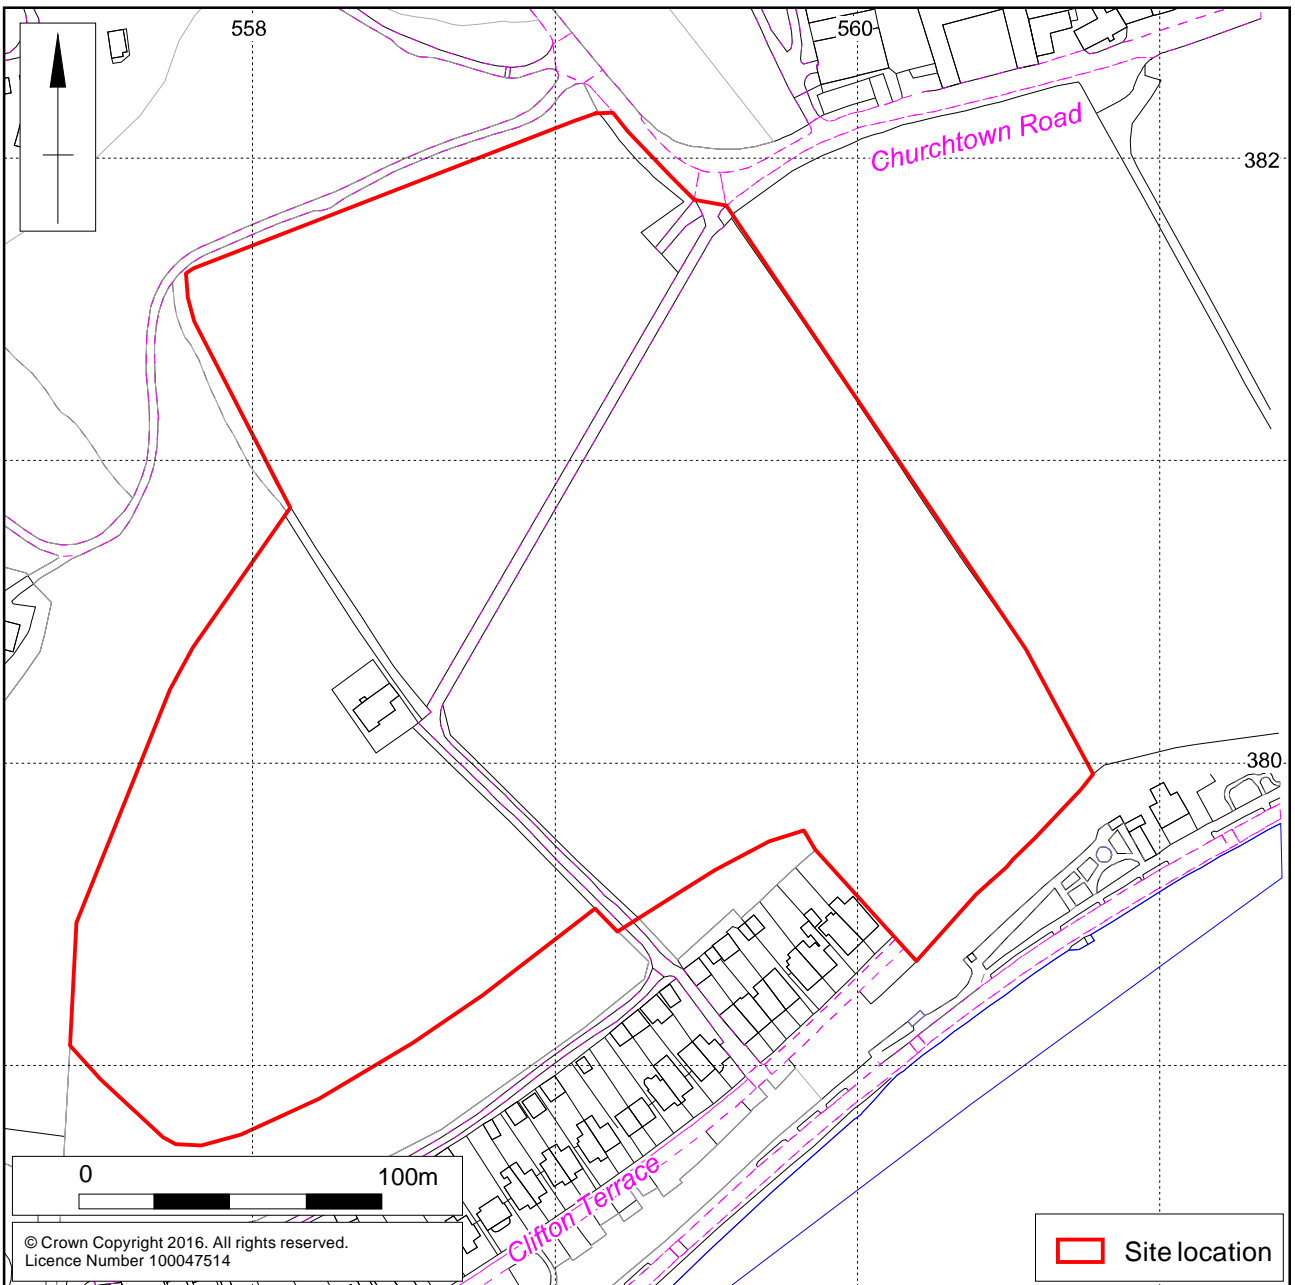 558
560
Churchtown Road
382
380
0 100m
Clifton Terrace
© Crown Copyright 2016. All rights reserved.
Licence Number 100047514
Site location